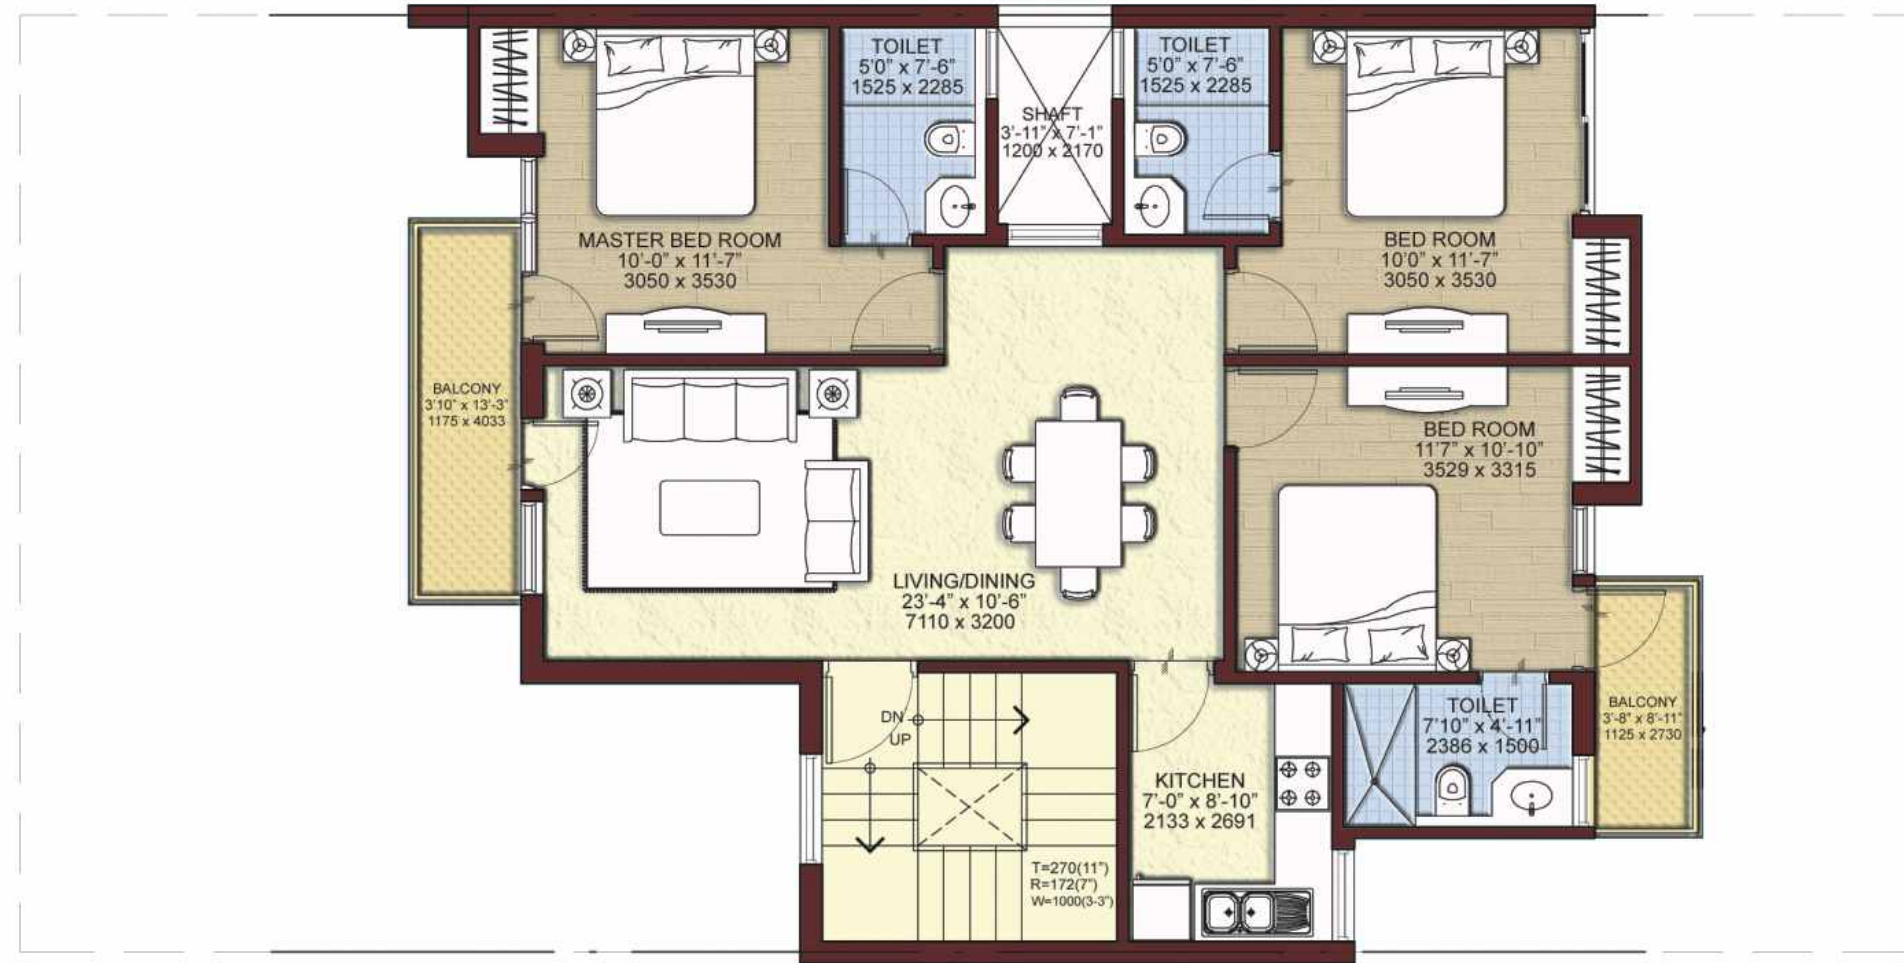 TOILET
5'0" x 7'-6"
1525 x 2285
SHAFT
3'-11" x 7'-1"
1200 x 2170
TOILET
5'0" x 7'-6"
1525 x 2285
MASTER BED ROOM
10'-0" x 11'-7"
3050 x 3530
BED ROOM
10'0" x 11'-7"
3050 x 3530
BALCONY
3'10" x 13'-3"
1175 x 4033
BED ROOM
11'7" x 10'-10"
3529 x 3315
LIVING/DINING
23'-4" x 10'-6"
7110 x 3200
DN
UP
T=270(11")
R=172(7")
W=1000(3-3")
KITCHEN
7'-0" x 8'-10"
2133 x 2691
TOILET
7'10" x 4'-11"
2386 x 1500
BALCONY
3'-8" x 8'-11"
1125 x 2730